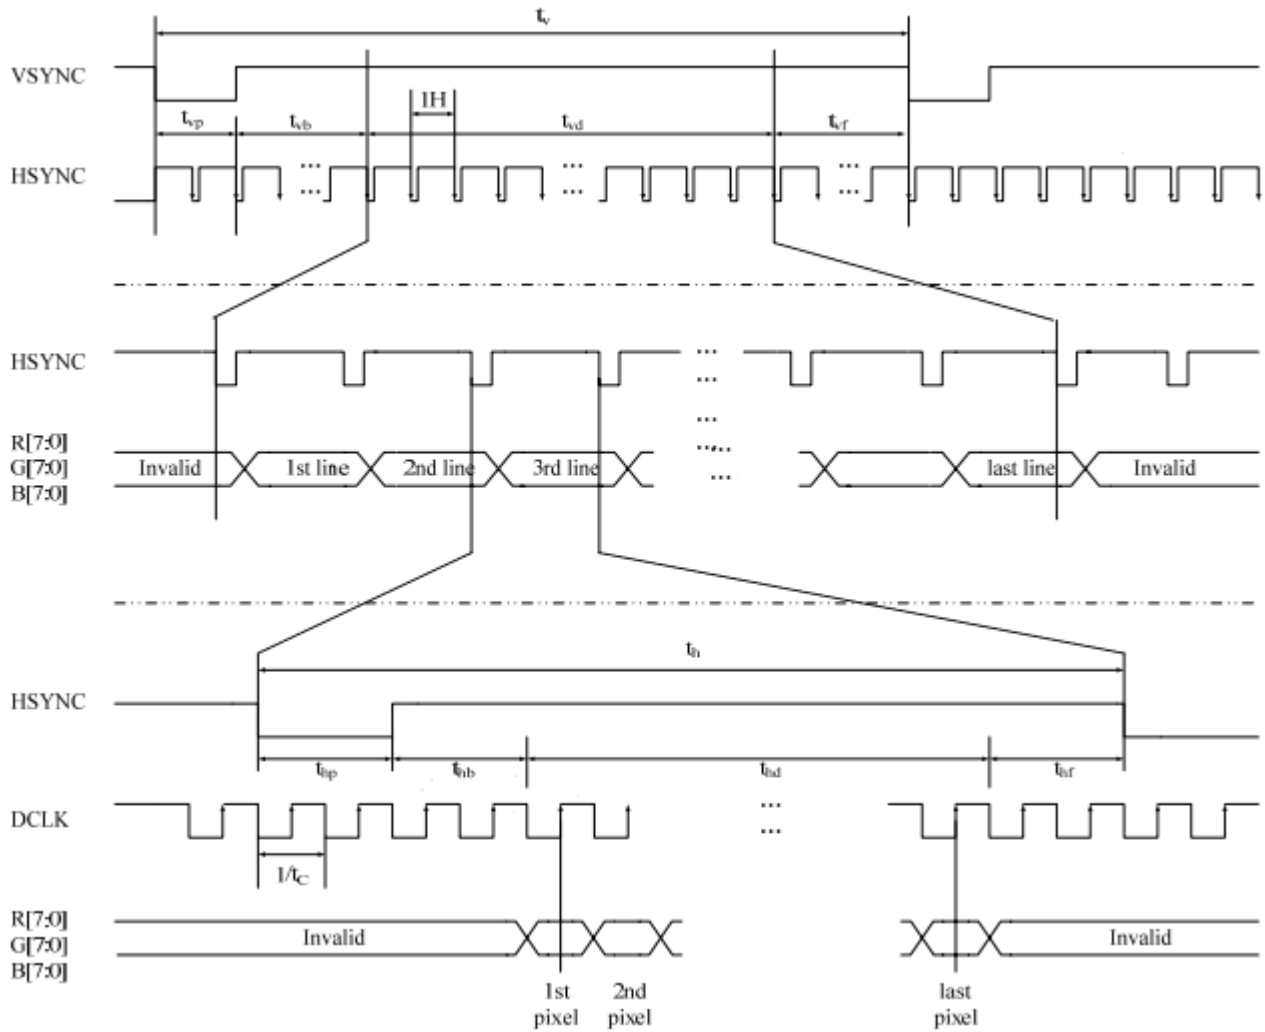 tv
VSYNC
1H
tvp tvb tvd tvf
... ...
HSYNC ... ... ...
HSYNC ...
...
...
R[7:0] ......
G[7:0] Invalid 1st line 2nd line 3rd line last line Invalid
B[7:0] ...
th
HSYNC
thp thb thd thf
...
DCLK ...
1/tC
R[7:0]
G[7:0] Invalid Invalid
B[7:0]
1st 2nd last
pixel pixel pixel